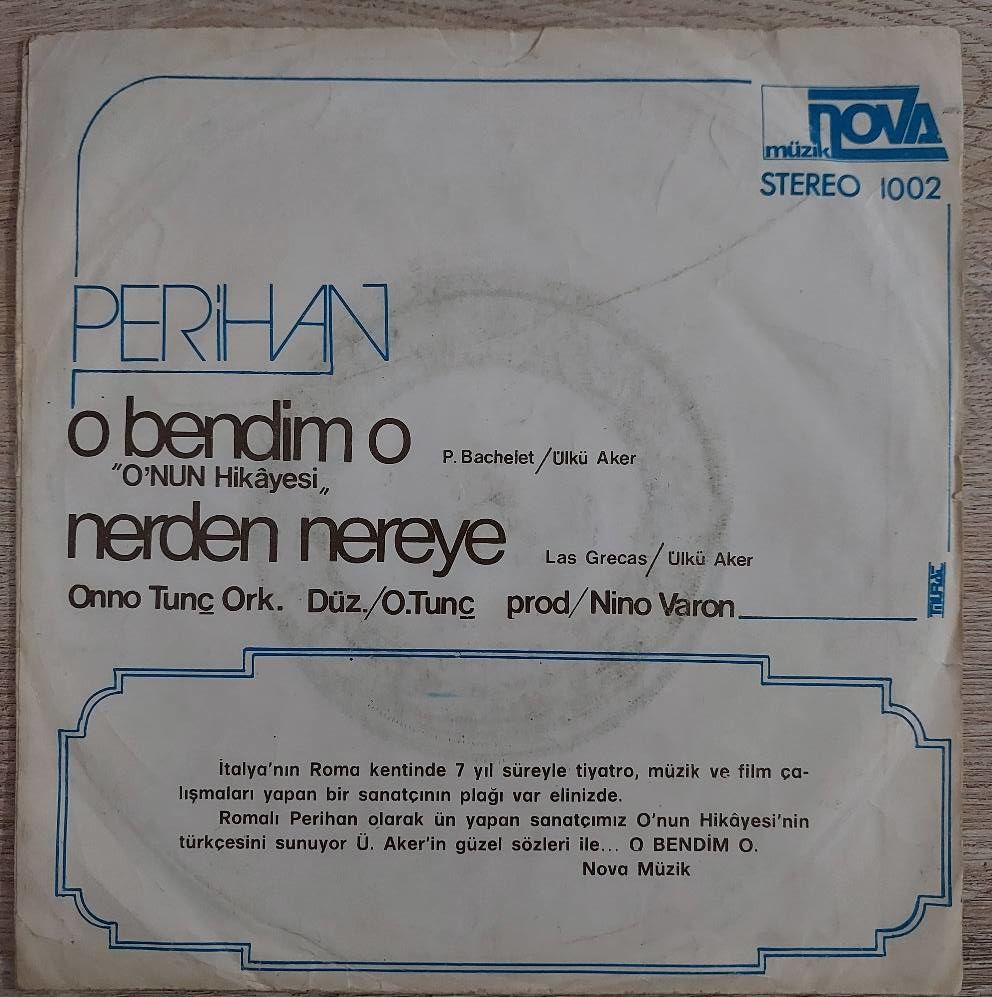 müzik NOVA
STEREO 1002
PERİHAN
o bendim o P.Bachelet/Ülkü Aker
"O'NUN Hikâyesi„
nerden nereye Las Grecas/Ülkü Aker
Onno Tunç Ork. Düz./O.Tunç prod/Nino Varon
İtalya'nın Roma kentinde 7 yıl süreyle tiyatro, müzik ve film ça-
lışmaları yapan bir sanatçının plağı var elinizde.
Romalı Perihan olarak ün yapan sanatçımız O'nun Hikâyesi'nin
türkçesini sunuyor Ü. Aker'in güzel sözleri ile... O BENDİM O.
Nova Müzik